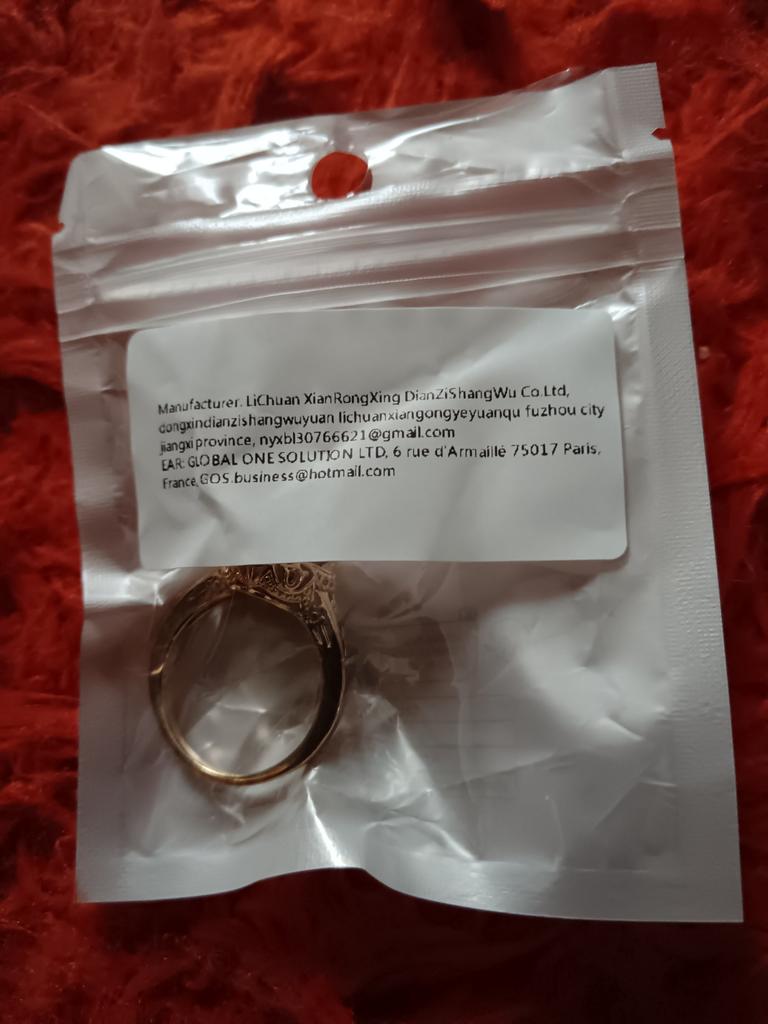 Manufacturer: LiChuan XianRongXing DianZiShangWu Co.Ltd,
dongxindianzishangwuyuan lichuanxiangongyeyuanqu fuzhou city
jiangxi province, nyxbl30766621@gmail.com
EAR: GLOBAL ONE SOLUTION LTD, 6 rue d'Armaillé 75017 Paris,
France,GOS.business@hotmail.com